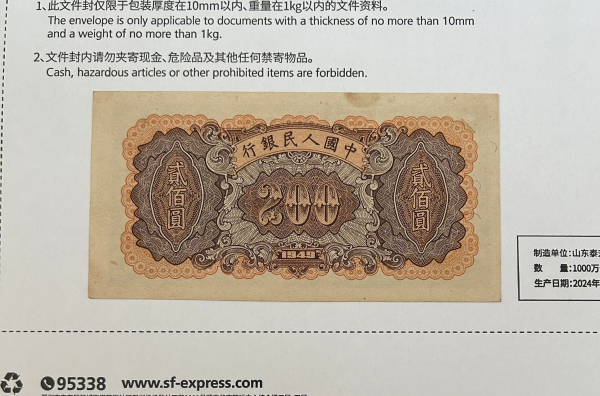 1、此文件封仅限于包装厚度在10mm以内、重量在1kg以内的文件资料。
The envelope is only applicable to documents with a thickness of no more than 10mm
and a weight of no more than 1kg.
2、文件封内请勿夹寄现金、危险品及其他任何禁寄物品。
Cash, hazardous articles or other prohibited items are forbidden.
行銀民人國中
貳佰圓
200
貳佰圓
1949
制造单位:山东泰
数 量:1000万
生产日期:2024年
95338 www.sf-express.com